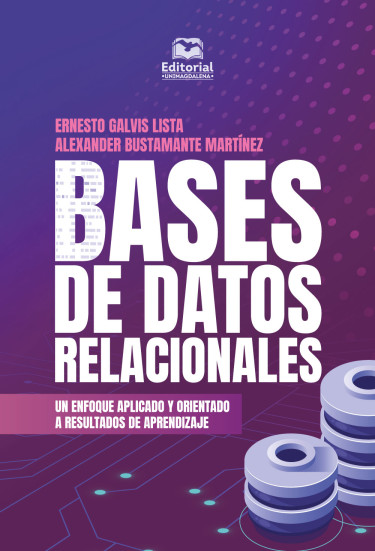 Editorial
UNIMAGDALENA
ERNESTO GALVIS LISTA
ALEXANDER BUSTAMANTE MARTÍNEZ
BASES
DE DATOS
RELACIONALES
UN ENFOQUE APLICADO Y ORIENTADO
A RESULTADOS DE APRENDIZAJE